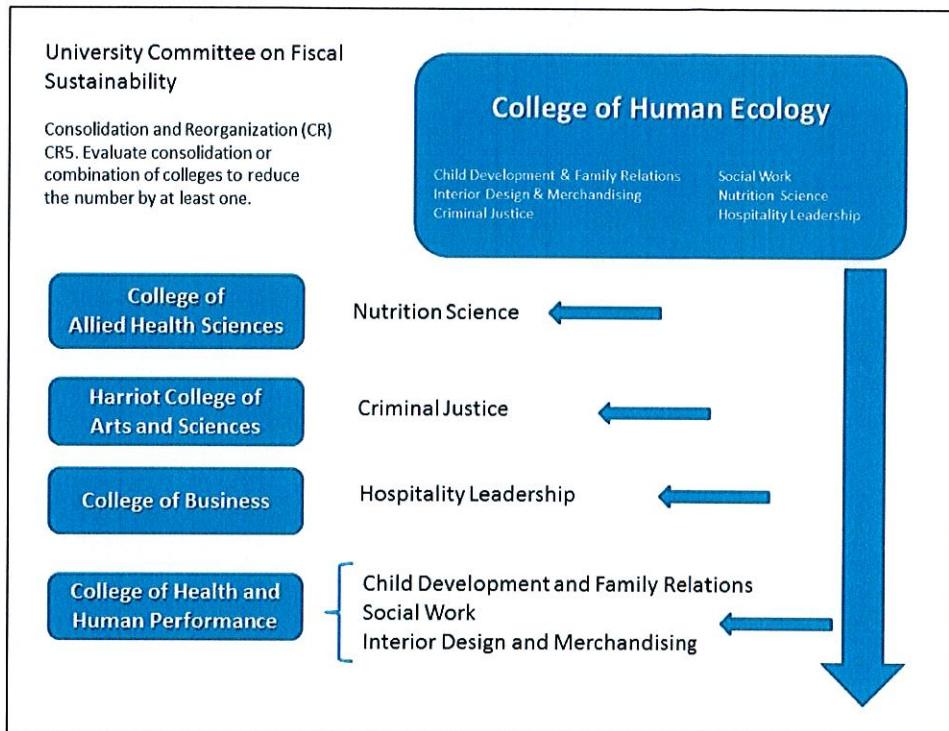 University Committee on Fiscal
Sustainability
Consolidation and Reorganization (CR)
CR5. Evaluate consolidation or
combination of colleges to reduce
the number by at least one.
College of Human Ecology
Child Development & Family Relations
Interior Design & Merchandising
Criminal Justice
Social Work
Nutrition Science
Hospitality Leadership
College of
Allied Health Sciences
Nutrition Science
Harriot College of
Arts and Sciences
Criminal Justice
College of Business
Hospitality Leadership
College of Health and
Human Performance
Child Development and Family Relations
Social Work
Interior Design and Merchandising